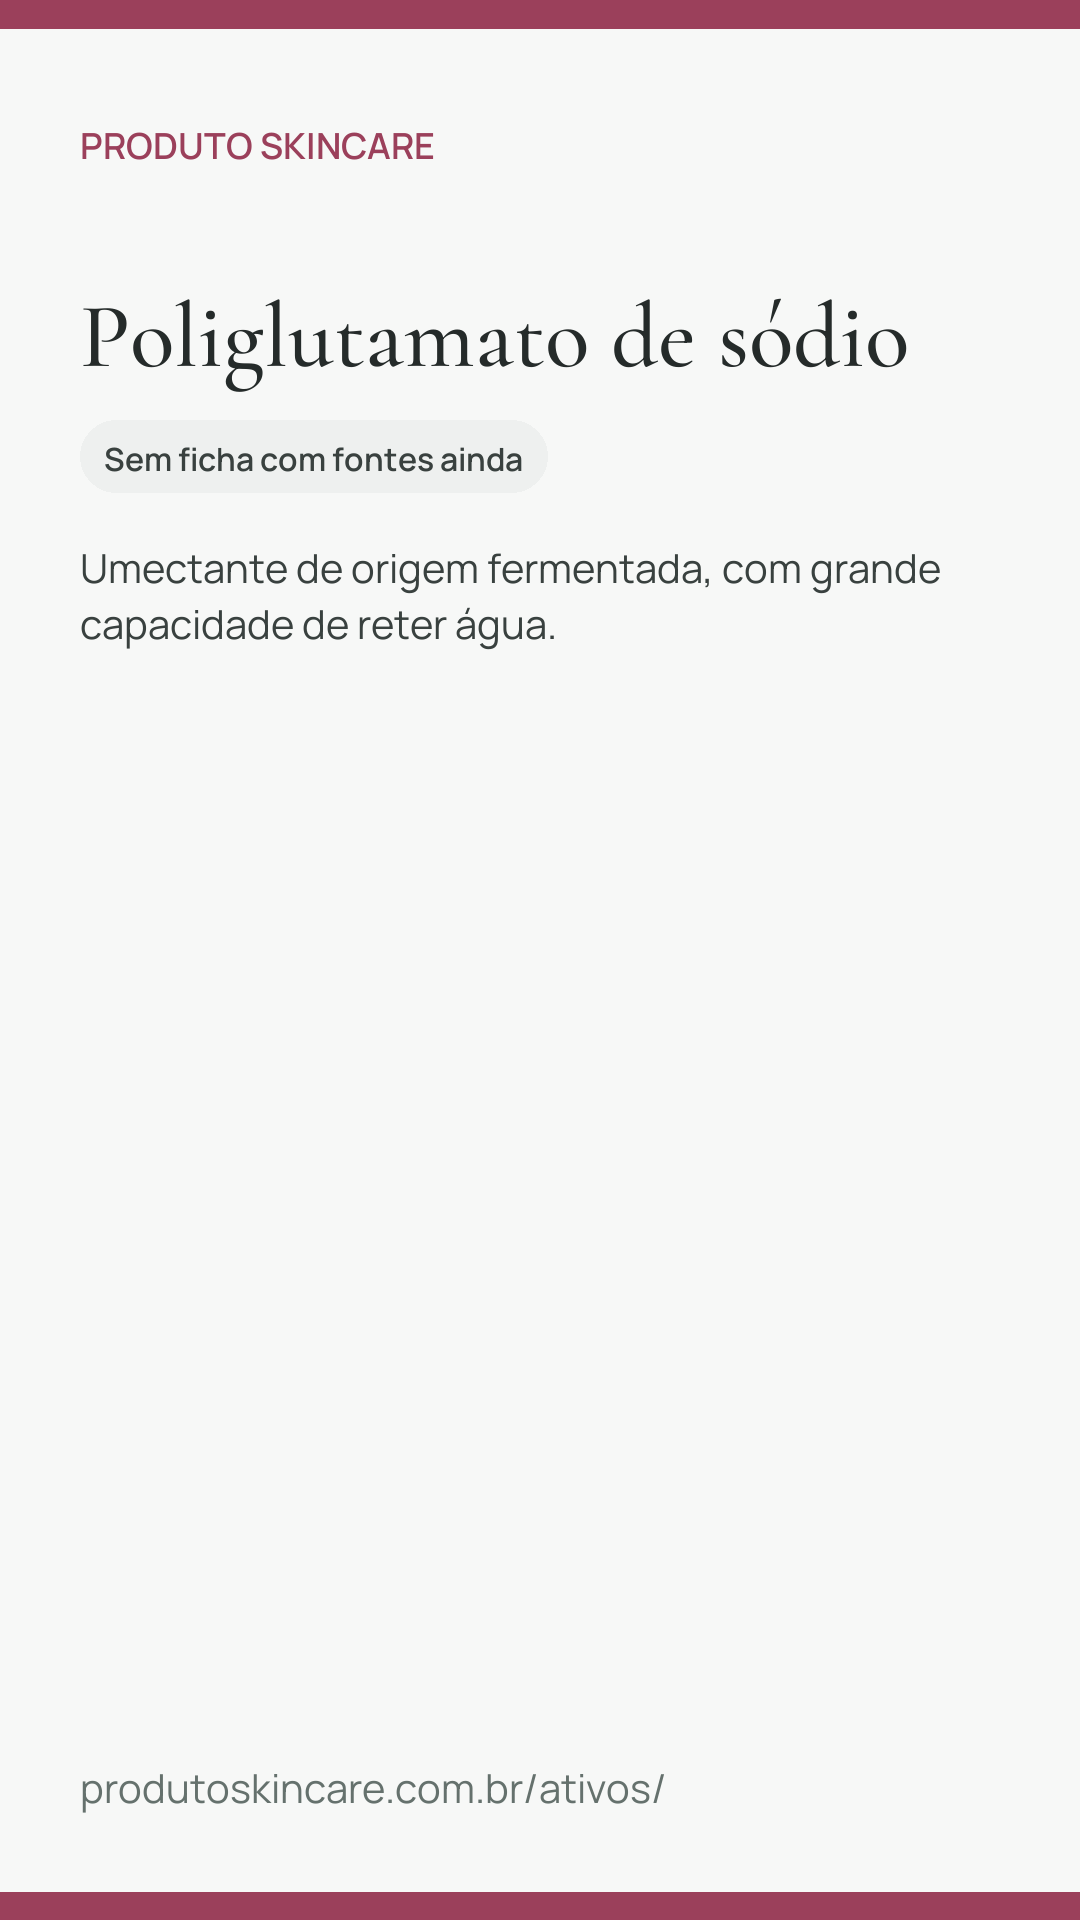 PRODUTO SKINCARE
Poliglutamato de sódio
Sem ficha com fontes ainda
Umectante de origem fermentada, com grande
capacidade de reter água.
produtoskincare.com.br/ativos/